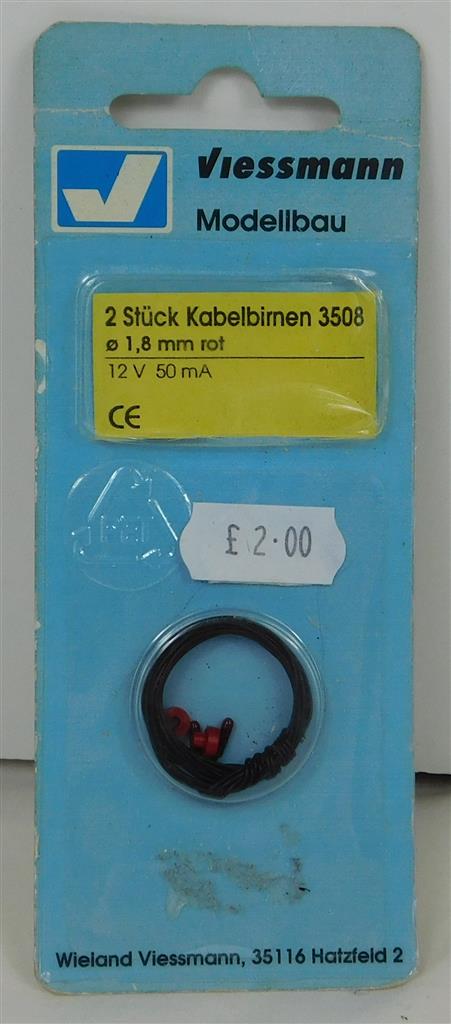 Viessmann
Modellbau
2 Stück Kabelbirnen 3508
ø 1,8 mm rot
12 V 50 mA
CE
£2.00
Wieland Viessmann, 35116 Hatzfeld 2